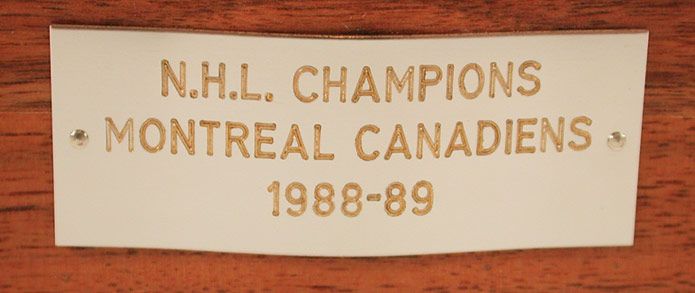 N.H.L. CHAMPIONS
MONTREAL CANADIENS
1988-89